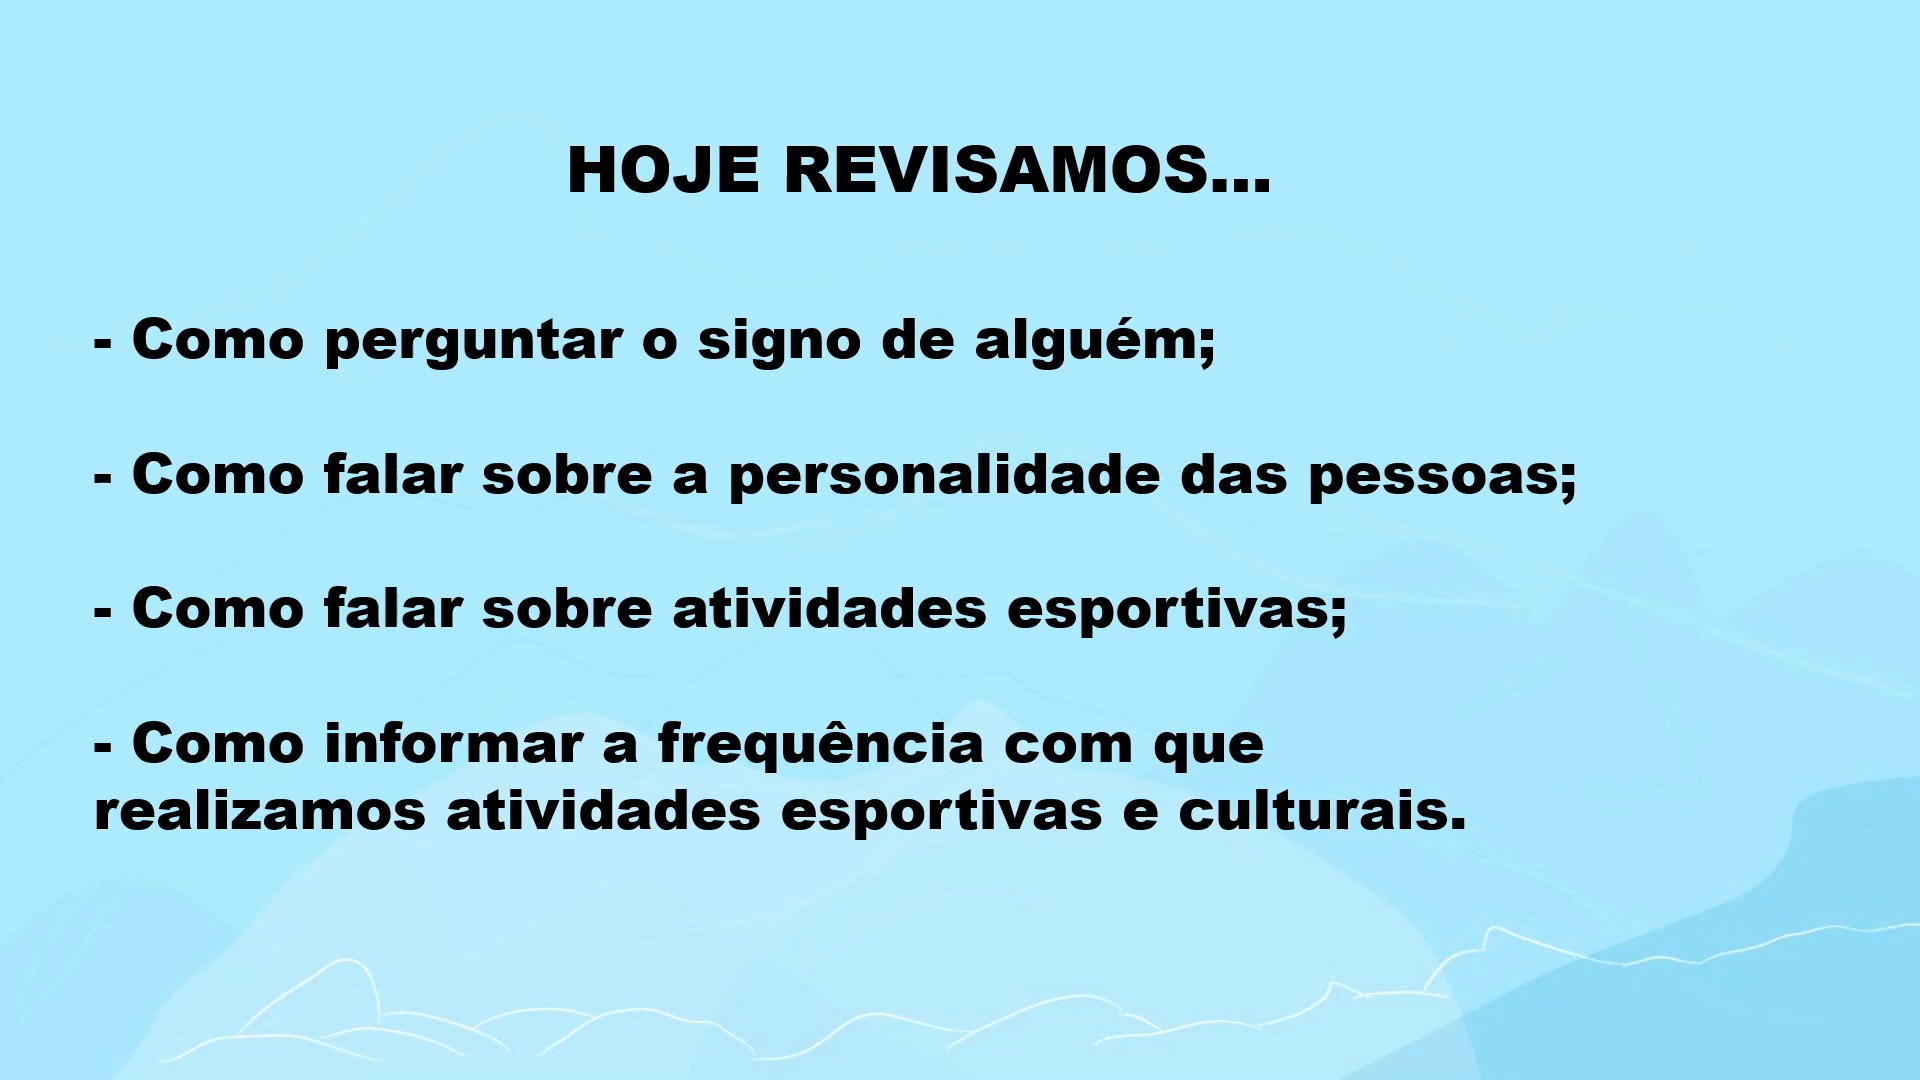 HOJE REVISAMOS...
- Como perguntar o signo de alguém;
- Como falar sobre a personalidade das pessoas;
- Como falar sobre atividades esportivas;
- Como informar a frequência com que
realizamos atividades esportivas e culturais.